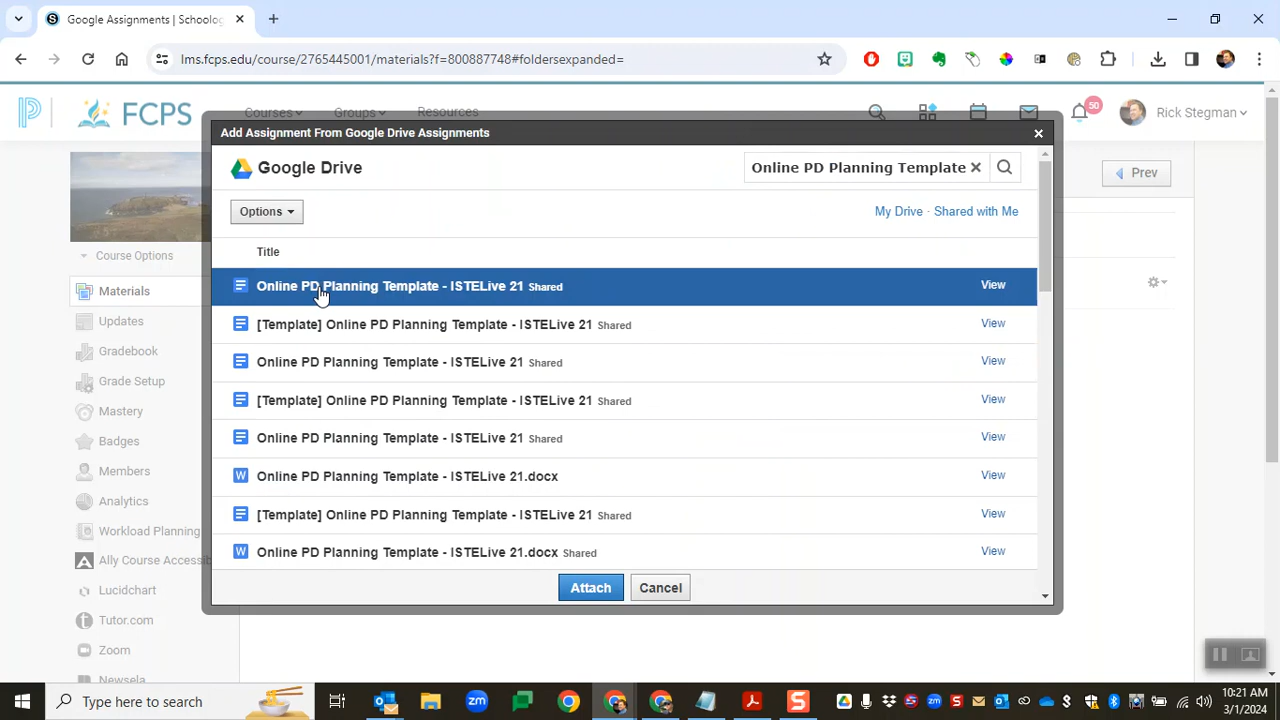 Google Assignments | Schoolog
lms.fcps.edu/course/2765445001/materials?f=800887748#foldersexpanded=
FCPS
Courses
Groups
Resources
50
Rick Stegman
Add Assignment From Google Drive Assignments
Google Drive
Online PD Planning Template
Prev
Options
My Drive · Shared with Me
Course Options
Title
Materials
Online PD Planning Template - ISTELive 21 Shared
View
Updates
[Template] Online PD Planning Template - ISTELive 21 Shared
View
Gradebook
Online PD Planning Template - ISTELive 21 Shared
View
Grade Setup
[Template] Online PD Planning Template - ISTELive 21 Shared
View
Mastery
Badges
Online PD Planning Template - ISTELive 21 Shared
View
Members
Online PD Planning Template - ISTELive 21.docx
View
Analytics
[Template] Online PD Planning Template - ISTELive 21 Shared
View
Workload Planning
Online PD Planning Template - ISTELive 21.docx Shared
View
Ally Course Accessib
Lucidchart
Attach
Cancel
Tutor.com
Zoom
Newsela
Type here to search
10:21 AM
3/1/2024